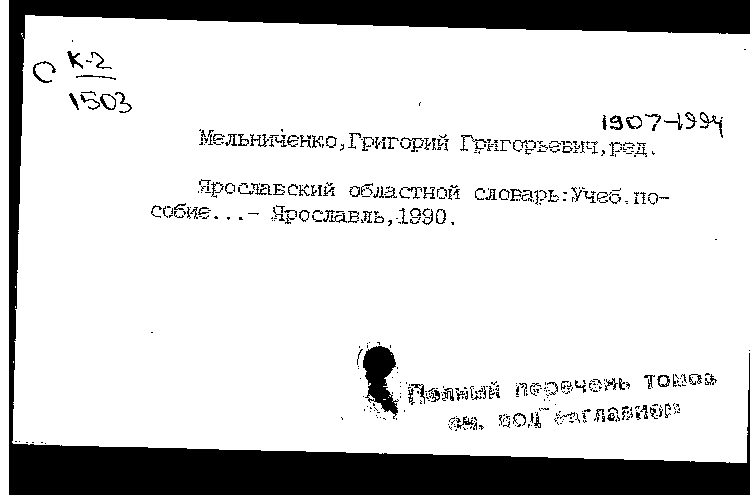 С К-2
1503
1907-1994
Мельниченко,Григорий Григорьевич,ред.
Ярославский областной словарь:Учеб.по-
собие...- Ярославль,1990.
Полный перечень томов
см. под заглавием